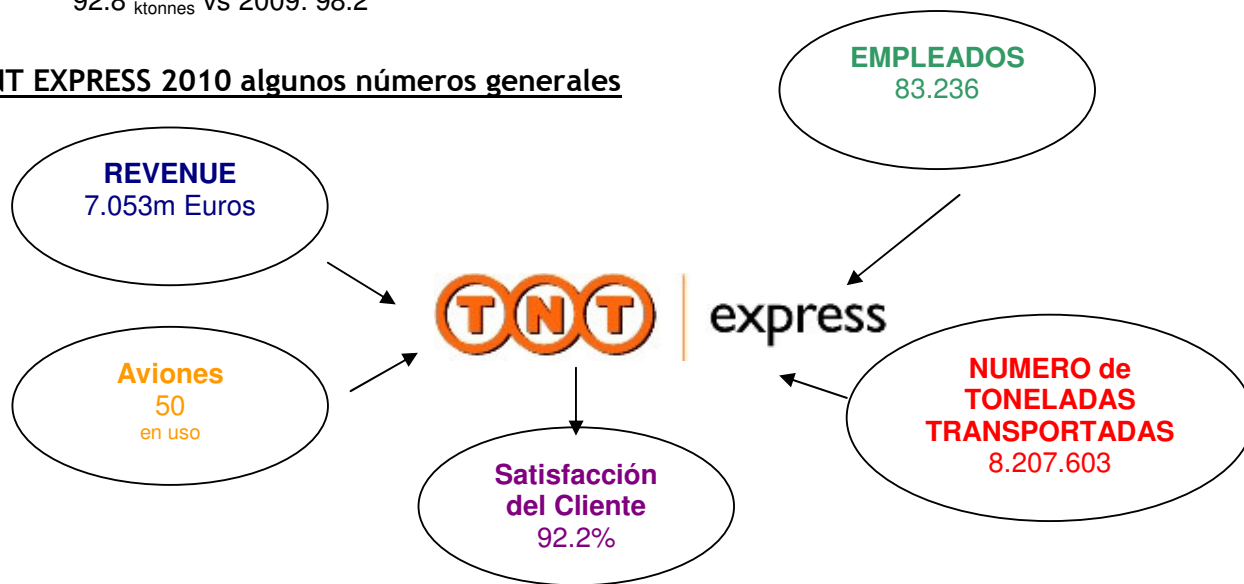 92.8 ktonnes vs 2009: 98.2
NT EXPRESS 2010 algunos números generales
EMPLEADOS
83.236
REVENUE
7.053m Euros
TNT express
Aviones
50
en uso
NUMERO de
TONELADAS
TRANSPORTADAS
8.207.603
Satisfacción
del Cliente
92.2%